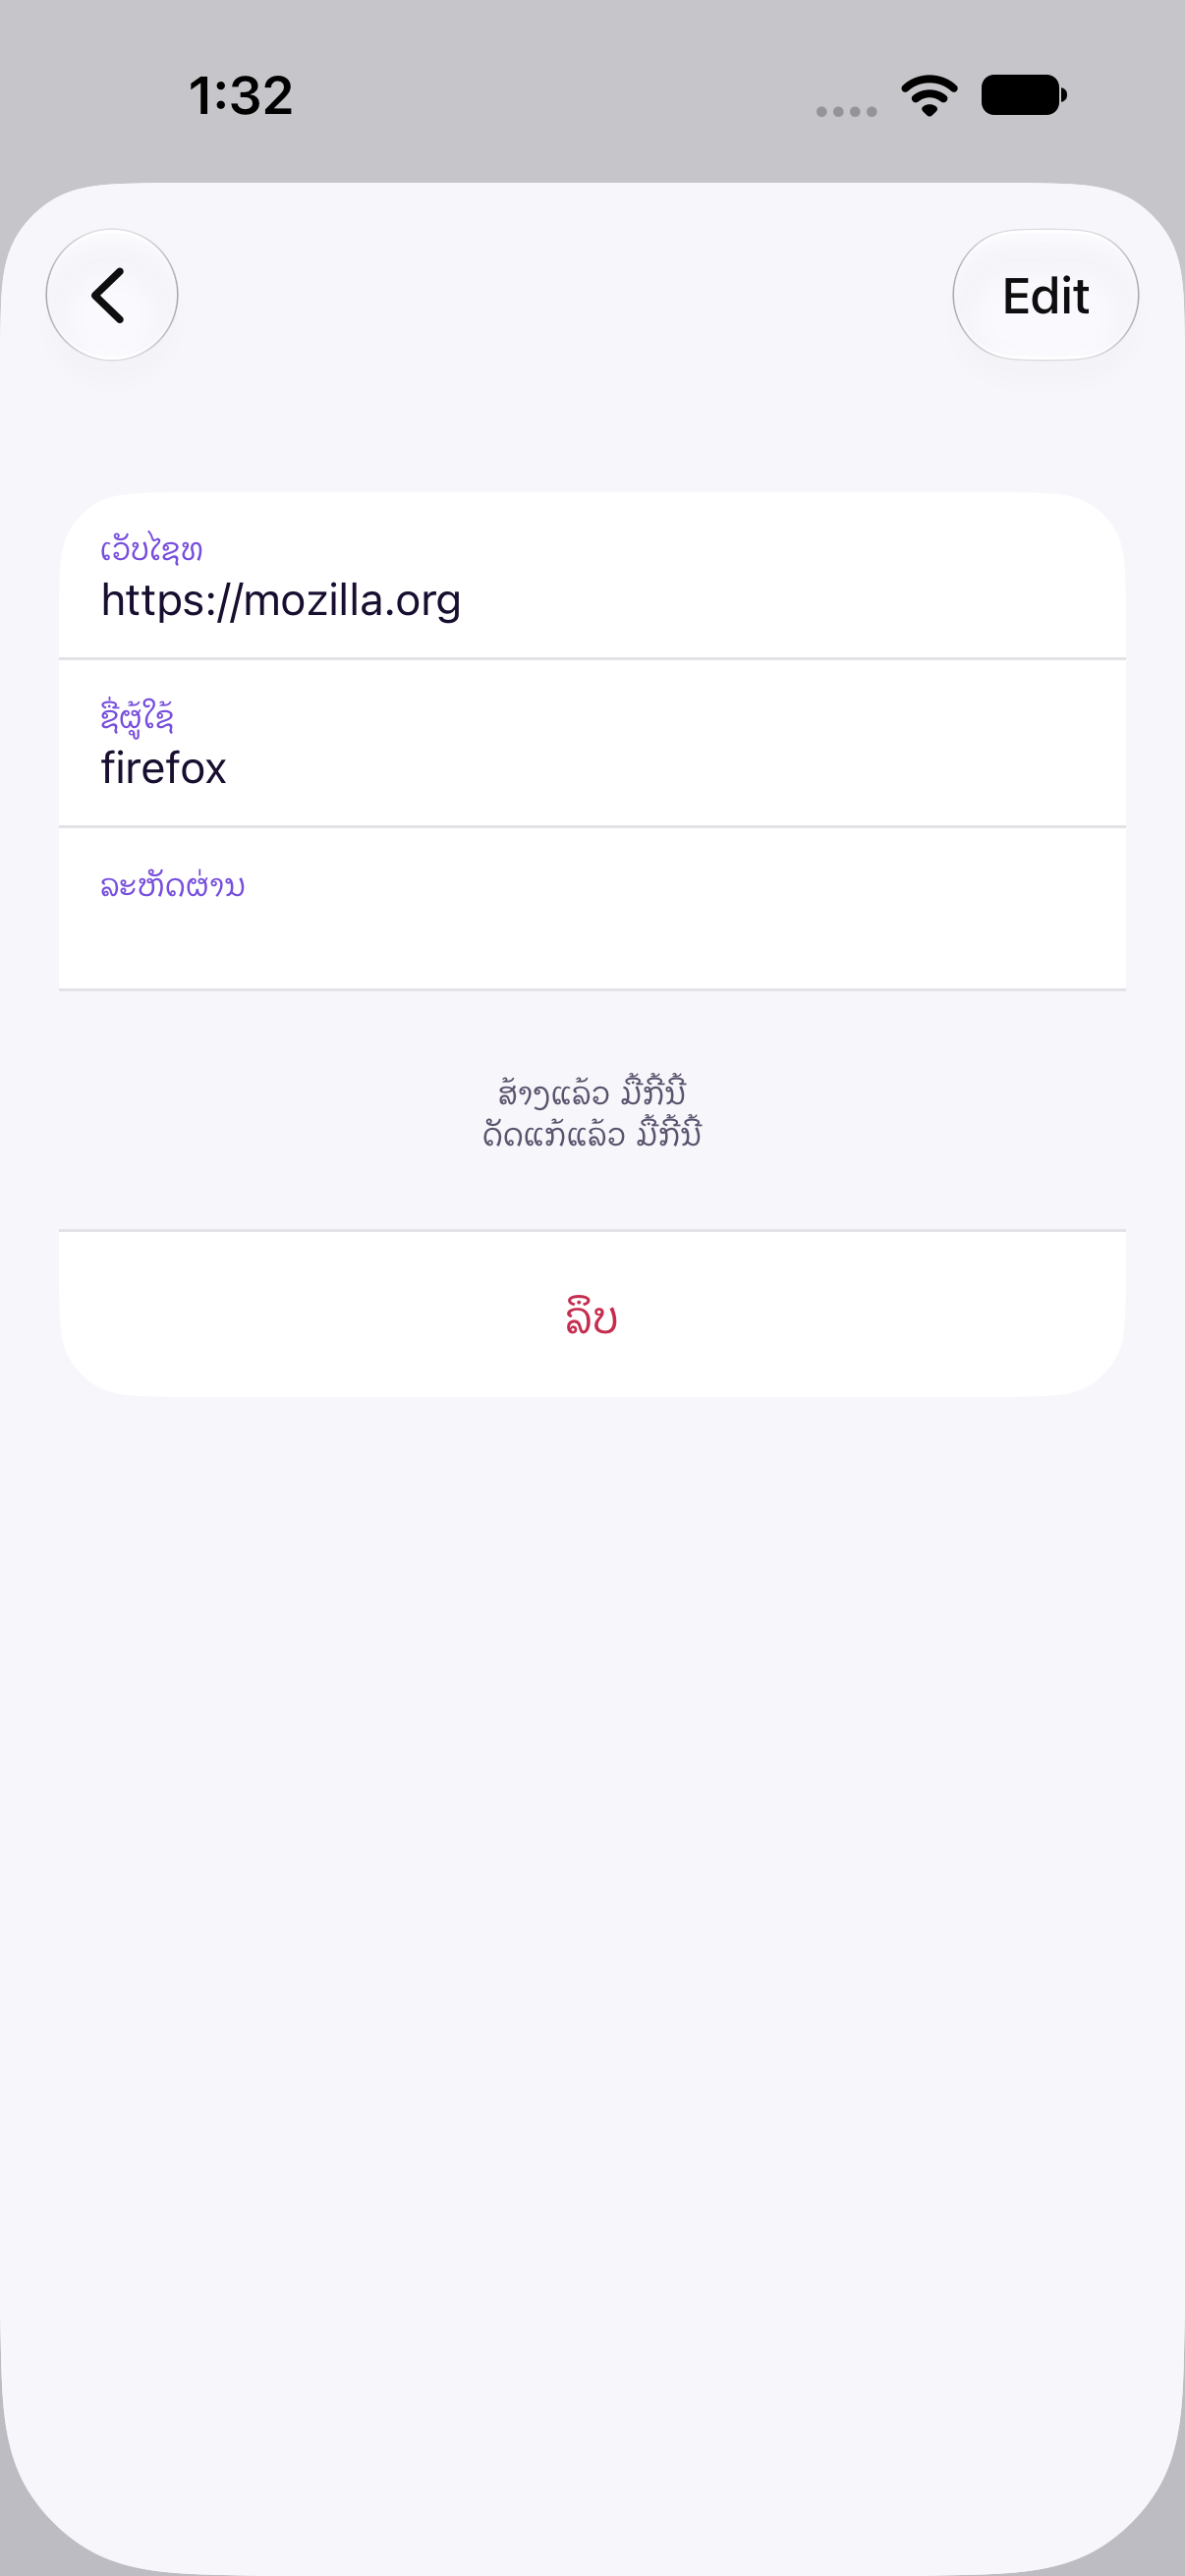 1:32
Edit
ເວັບໄຊທ
https://mozilla.org
ຊື່ຜູ້ໃຊ້
firefox
ລະຫັດຜ່ານ
ສ້າງແລ້ວ ມື້ກີ້ນີ້
ດັດແກ້ແລ້ວ ມື້ກີ້ນີ້
ລຶບ